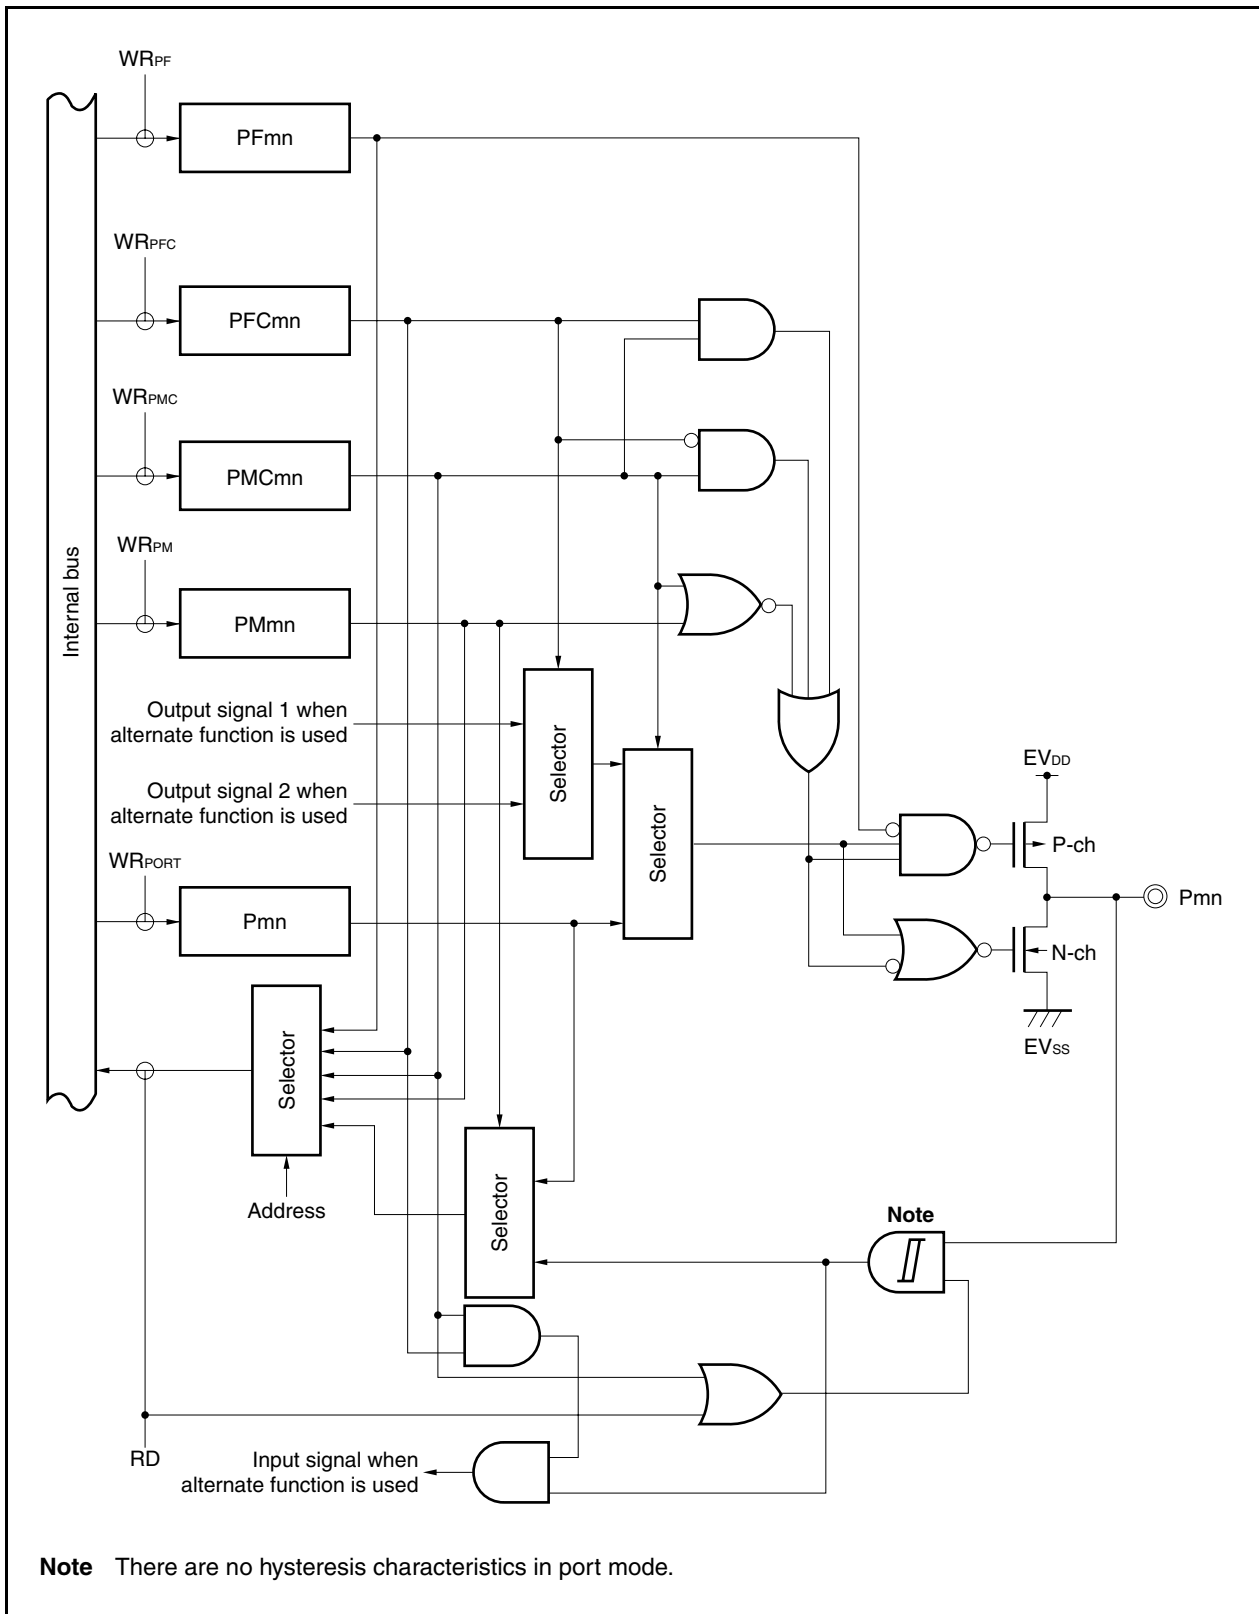 WRPF
PFmn
WRPFC
PFCmn
WRPMC
PMCmn
WRPM
PMmn
Internal bus
Output signal 1 when
alternate function is used
Output signal 2 when
alternate function is used
Selector
Selector
EVDD
P-ch
WRPORT
Pmn
Pmn
N-ch
EVSS
Selector
Address
Selector
Note
RD
Input signal when
alternate function is used
Note There are no hysteresis characteristics in port mode.